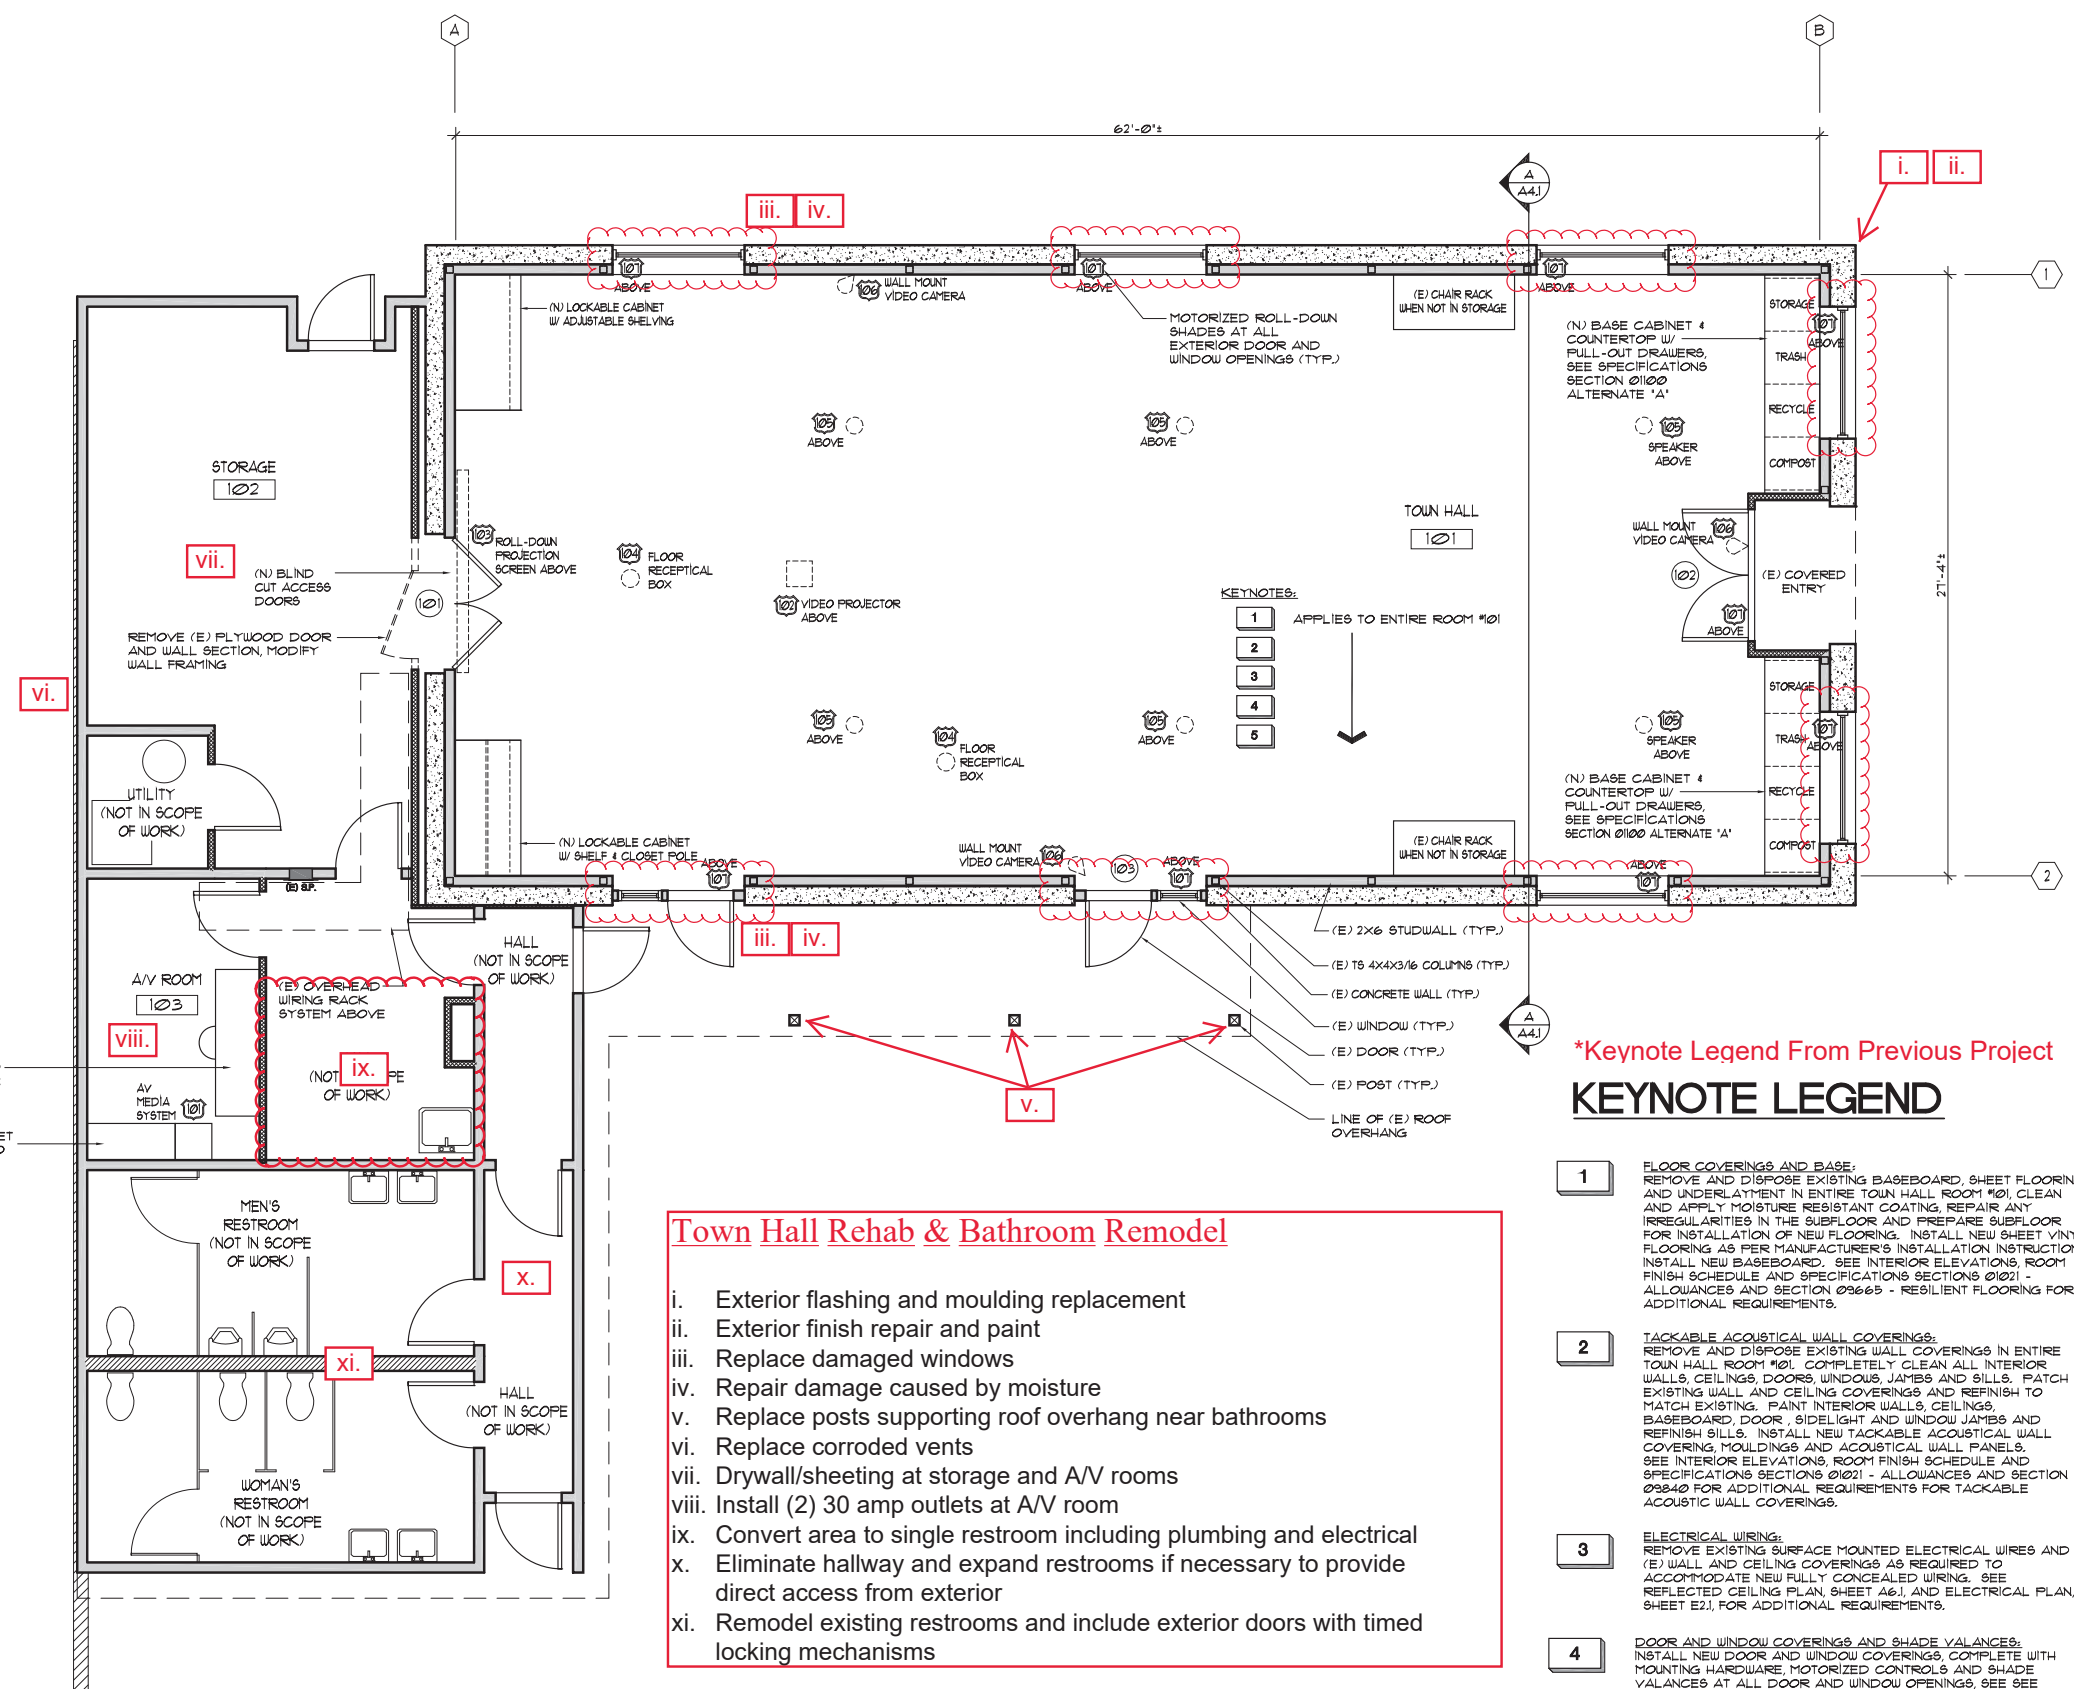 A
B
62'-0"±
A
A4.1
i.
ii.
iii.
iv.
1
107
ABOVE
107
ABOVE
107
ABOVE
106
WALL MOUNT
VIDEO CAMERA
(N) LOCKABLE CABINET
W/ ADJUSTABLE SHELVING
MOTORIZED ROLL-DOWN
SHADES AT ALL
EXTERIOR DOOR AND
WINDOW OPENINGS (TYP.)
(E) CHAIR RACK
WHEN NOT IN STORAGE
(N) BASE CABINET &
COUNTERTOP W/
PULL-OUT DRAWERS,
SEE SPECIFICATIONS
SECTION 01100
ALTERNATE "A"
STORAGE
TRASH
RECYCLE
COMPOST
107
ABOVE
105
ABOVE
105
ABOVE
105
SPEAKER
ABOVE
STORAGE
102
vii.
(N) BLIND
CUT ACCESS
DOORS
REMOVE (E) PLYWOOD DOOR
AND WALL SECTION, MODIFY
WALL FRAMING
101
103
ROLL-DOWN
PROJECTION
SCREEN ABOVE
104
FLOOR
RECEPTICAL
BOX
102
VIDEO PROJECTOR
ABOVE
TOWN HALL
101
WALL MOUNT
VIDEO CAMERA
106
102
(E) COVERED
ENTRY
107
ABOVE
27'-4"±
KEYNOTES:
1
APPLIES TO ENTIRE ROOM #101
2
3
4
5
vi.
105
ABOVE
104
FLOOR
RECEPTICAL
BOX
105
ABOVE
105
SPEAKER
ABOVE
STORAGE
TRASH
RECYCLE
COMPOST
107
ABOVE
(N) BASE CABINET &
COUNTERTOP W/
PULL-OUT DRAWERS,
SEE SPECIFICATIONS
SECTION 01100 ALTERNATE "A"
UTILITY
(NOT IN SCOPE
OF WORK)
(N) LOCKABLE CABINET
W/ SHELF & CLOSET POLE
ABOVE
107
WALL MOUNT
VIDEO CAMERA
106
103
ABOVE
107
(E) CHAIR RACK
WHEN NOT IN STORAGE
ABOVE
107
2
(E) S.P.
iii.
iv.
HALL
(NOT IN SCOPE
OF WORK)
A/V ROOM
103
viii.
AV
MEDIA
SYSTEM
101
(E) OVERHEAD
WIRING RACK
SYSTEM ABOVE
(NOT
ix.
PE
OF WORK)
(E) 2X6 STUDWALL (TYP.)
(E) TS 4X4X3/16 COLUMNS (TYP.)
(E) CONCRETE WALL (TYP.)
(E) WINDOW (TYP.)
(E) DOOR (TYP.)
(E) POST (TYP.)
LINE OF (E) ROOF
OVERHANG
v.
A
A4.1
ET
MEN'S
RESTROOM
(NOT IN SCOPE
OF WORK)
x.
xi.
HALL
(NOT IN SCOPE
OF WORK)
WOMAN'S
RESTROOM
(NOT IN SCOPE
OF WORK)
Town Hall Rehab & Bathroom Remodel
i. Exterior flashing and moulding replacement
ii. Exterior finish repair and paint
iii. Replace damaged windows
iv. Repair damage caused by moisture
v. Replace posts supporting roof overhang near bathrooms
vi. Replace corroded vents
vii. Drywall/sheeting at storage and A/V rooms
viii. Install (2) 30 amp outlets at A/V room
ix. Convert area to single restroom including plumbing and electrical
x. Eliminate hallway and expand restrooms if necessary to provide
direct access from exterior
xi. Remodel existing restrooms and include exterior doors with timed
locking mechanisms
*Keynote Legend From Previous Project
KEYNOTE LEGEND
1
FLOOR COVERINGS AND BASE:
REMOVE AND DISPOSE EXISTING BASEBOARD, SHEET FLOORIN
AND UNDERLAYMENT IN ENTIRE TOWN HALL ROOM #101, CLEAN
AND APPLY MOISTURE RESISTANT COATING, REPAIR ANY
IRREGULARITIES IN THE SUBFLOOR AND PREPARE SUBFLOOR
FOR INSTALLATION OF NEW FLOORING. INSTALL NEW SHEET VINY
FLOORING AS PER MANUFACTURER'S INSTALLATION INSTRUCTION
INSTALL NEW BASEBOARD. SEE INTERIOR ELEVATIONS, ROOM
FINISH SCHEDULE AND SPECIFICATIONS SECTIONS 01021 -
ALLOWANCES AND SECTION 09665 - RESILIENT FLOORING FOR
ADDITIONAL REQUIREMENTS.
2
TACKABLE ACOUSTICAL WALL COVERINGS:
REMOVE AND DISPOSE EXISTING WALL COVERINGS IN ENTIRE
TOWN HALL ROOM #101. COMPLETELY CLEAN ALL INTERIOR
WALLS, CEILINGS, DOORS, WINDOWS, JAMBS AND SILLS. PATCH
EXISTING WALL AND CEILING COVERINGS AND REFINISH TO
MATCH EXISTING. PAINT INTERIOR WALLS, CEILINGS,
BASEBOARD, DOOR , SIDELIGHT AND WINDOW JAMBS AND
REFINISH SILLS. INSTALL NEW TACKABLE ACOUSTICAL WALL
COVERING, MOULDINGS AND ACOUSTICAL WALL PANELS.
SEE INTERIOR ELEVATIONS, ROOM FINISH SCHEDULE AND
SPECIFICATIONS SECTIONS 01021 - ALLOWANCES AND SECTION
09840 FOR ADDITIONAL REQUIREMENTS FOR TACKABLE
ACOUSTIC WALL COVERINGS.
3
ELECTRICAL WIRING:
REMOVE EXISTING SURFACE MOUNTED ELECTRICAL WIRES AND
(E) WALL AND CEILING COVERINGS AS REQUIRED TO
ACCOMMODATE NEW FULLY CONCEALED WIRING. SEE
REFLECTED CEILING PLAN, SHEET A6.1, AND ELECTRICAL PLAN,
SHEET E2.1, FOR ADDITIONAL REQUIREMENTS.
4
DOOR AND WINDOW COVERINGS AND SHADE VALANCES:
INSTALL NEW DOOR AND WINDOW COVERINGS, COMPLETE WITH
MOUNTING HARDWARE, MOTORIZED CONTROLS AND SHADE
VALANCES AT ALL DOOR AND WINDOW OPENINGS, SEE SEE